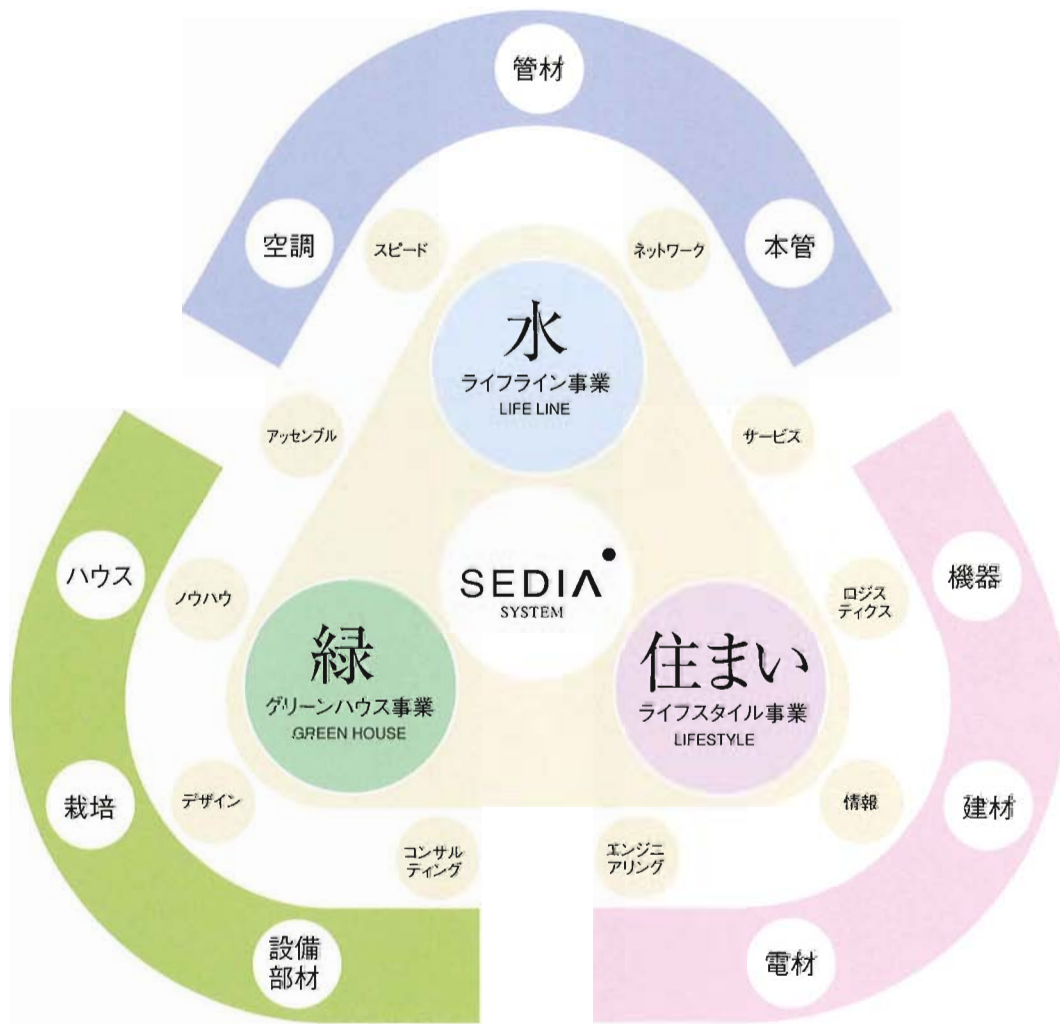 管材
空調
スピード
ネットワーク
本管
水
ライフライン事業
LIFE LINE
アッセンブル
サービス
ハウス
ノウハウ
SEDIA
SYSTEM
ロジス
ティクス
機器
緑
グリーンハウス事業
GREEN HOUSE
住まい
ライフスタイル事業
LIFESTYLE
栽培
デザイン
情報
建材
コンサル
ティング
エンジニ
アリング
設備
部材
電材